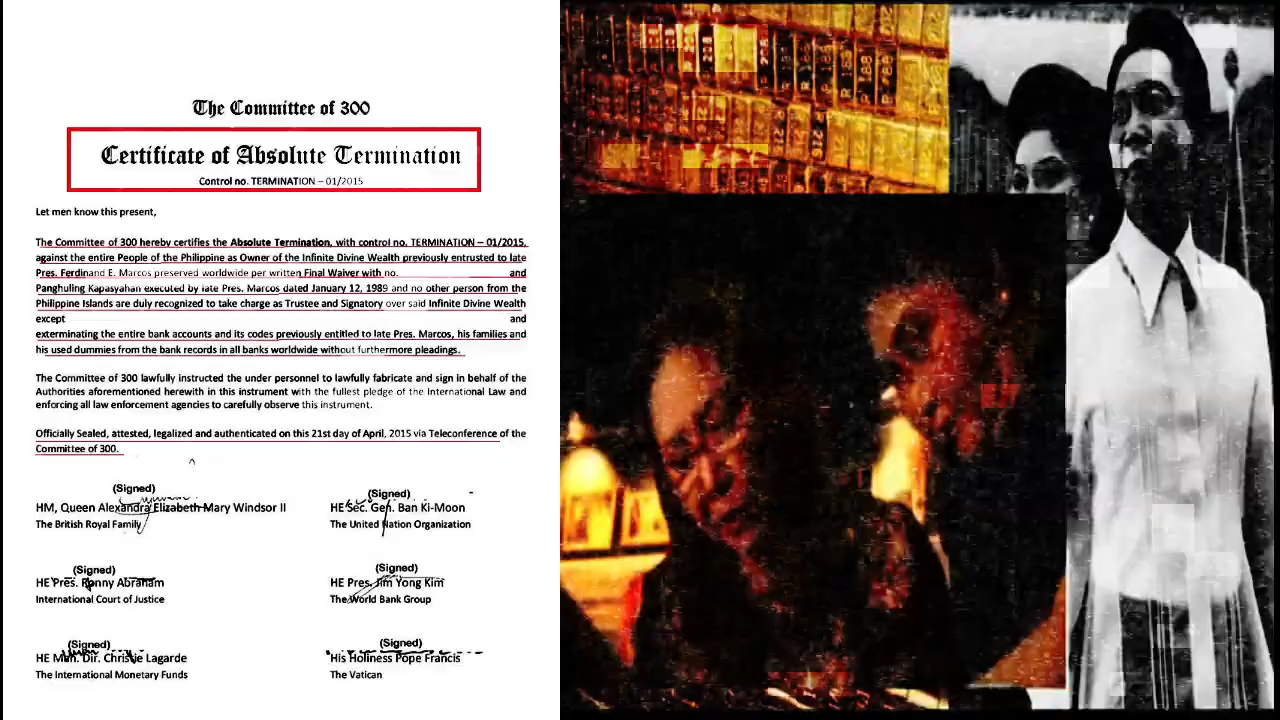 The Committee of 300
Certificate of Absolute Termination
Control no. TERMINATION – 01/2015
Let men know this present,
The Committee of 300 hereby certifies the Absolute Termination, with control no. TERMINATION – 01/2015,
against the entire People of the Philippine as Owner of the Infinite Divine Wealth previously entrusted to late
Pres. Ferdinand E. Marcos preserved worldwide per written Final Waiver with no. and
Panghuling Kapasyahan executed by late Pres. Marcos dated January 12, 1989 and no other person from the
Philippine Islands are duly recognized to take charge as Trustee and Signatory over said Infinite Divine Wealth
except and
exterminating the entire bank accounts and its codes previously entitled to late Pres. Marcos, his families and
his used dummies from the bank records in all banks worldwide without furthermore pleadings.
The Committee of 300 lawfully instructed the under personnel to lawfully fabricate and sign in behalf of the
Authorities aforementioned herewith in this instrument with the fullest pledge of the International Law and
enforcing all law enforcement agencies to carefully observe this instrument.
Officially Sealed, attested, legalized and authenticated on this 21st day of April, 2015 via Teleconference of the
Committee of 300.
(Signed)
HM, Queen Alexandra Elizabeth Mary Windsor II
The British Royal Family
(Signed)
HE Sec. Gen. Ban Ki-Moon
The United Nation Organization
(Signed)
HE Pres. Ronny Abraham
International Court of Justice
(Signed)
HE Pres. Jim Yong Kim
The World Bank Group
(Signed)
HE Man. Dir. Christie Lagarde
The International Monetary Funds
(Signed)
His Holiness Pope Francis
The Vatican